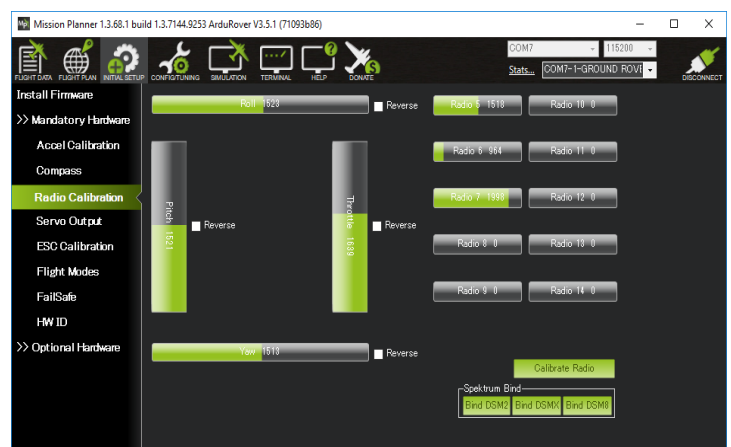 Mission Planner 1.3.68.1 build 1.3.7144.9253 ArduRover V3.5.1 (71093b86)
FLIGHT DATA FLIGHT PLAN INITIAL SETUP CONFIG/TUNING SIMULATION TERMINAL HELP DONATE
COM7 115200
Stats... COM7-1-GROUND ROVE
DISCONNECT
Install Firmware
>> Mandatory Hardware
Accel Calibration
Compass
Radio Calibration
Servo Output
ESC Calibration
Flight Modes
FailSafe
HW ID
>> Optional Hardware
Roll 1523
Reverse
Pitch 1521
Reverse
Throttle 1539
Reverse
Yaw 1513
Reverse
Radio 5 1518
Radio 10 0
Radio 6 964
Radio 11 0
Radio 7 1999
Radio 12 0
Radio 8 0
Radio 13 0
Radio 9 0
Radio 14 0
Calibrate Radio
Spektrum Bind
Bind DSM2 Bind DSMX Bind DSM8